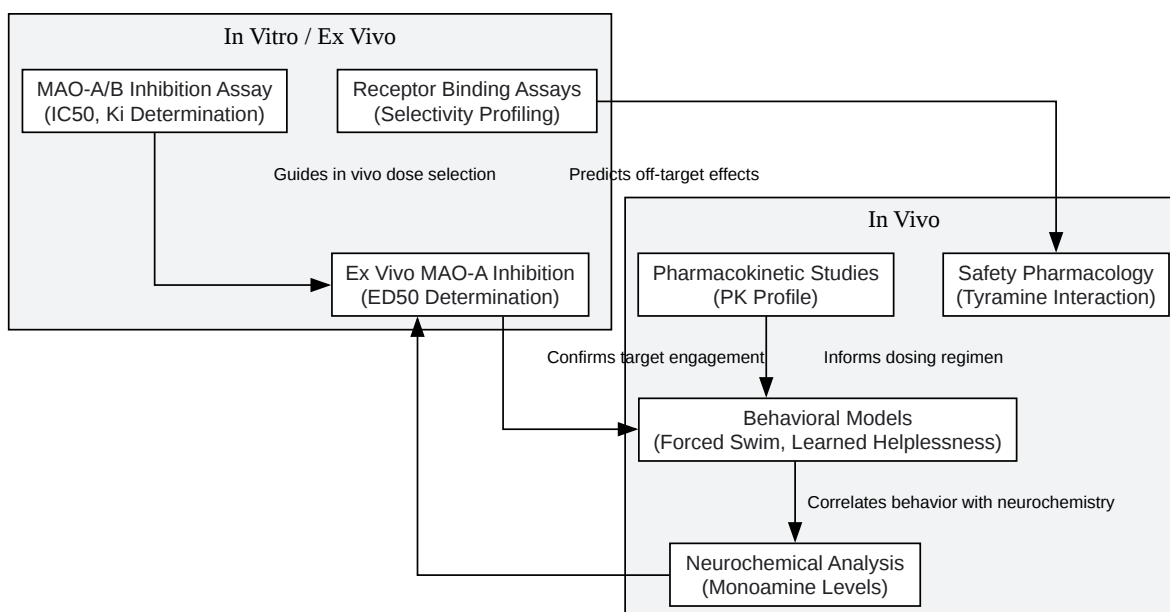 In Vitro / Ex Vivo
MAO-A/B Inhibition Assay
(IC50, Ki Determination)
Receptor Binding Assays
(Selectivity Profiling)
Guides in vivo dose selection
Predicts off-target effects
Ex Vivo MAO-A Inhibition
(ED50 Determination)
In Vivo
Pharmacokinetic Studies
(PK Profile)
Safety Pharmacology
(Tyramine Interaction)
Confirms target engagement
Informs dosing regimen
Behavioral Models
(Forced Swim, Learned Helplessness)
Correlates behavior with neurochemistry
Neurochemical Analysis
(Monoamine Levels)